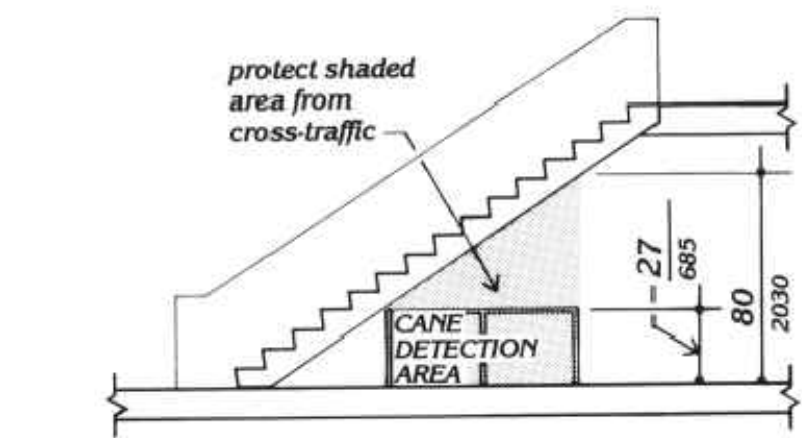 protect shaded
area from
cross-traffic
CANE
DETECTION
AREA
27
685
80
2030